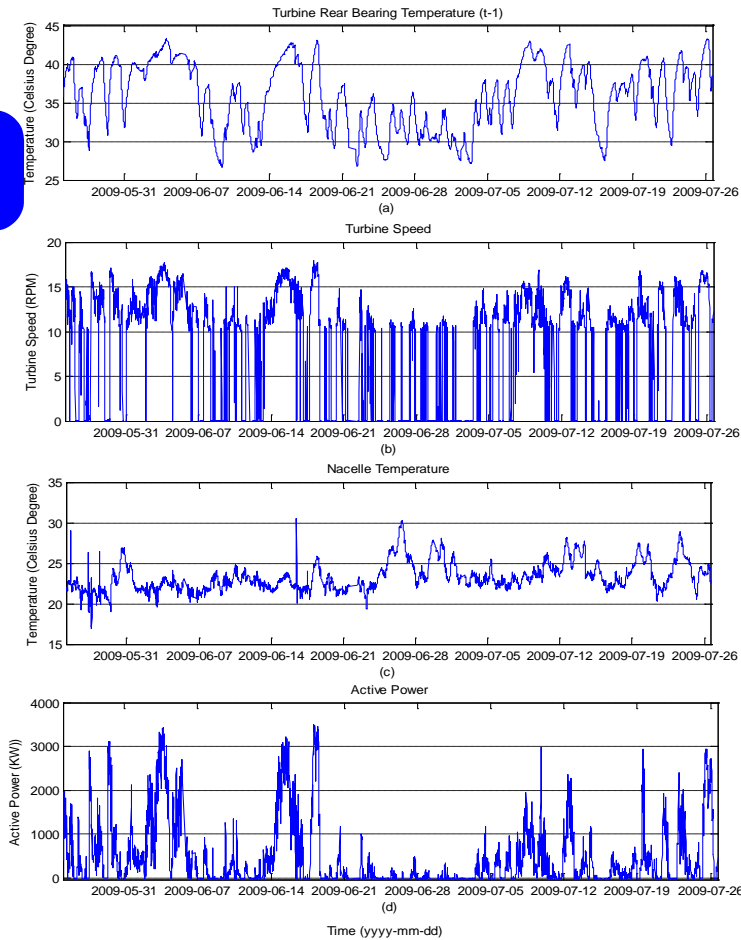 Turbine Rear Bearing Temperature (t-1)
45
40
35
30
25
Temperature (Celsius Degree)
2009-05-31 2009-06-07 2009-06-14 2009-06-21 2009-06-28 2009-07-05 2009-07-12 2009-07-19 2009-07-26
(a)
Turbine Speed
20
15
10
5
0
Turbine Speed (RPM)
2009-05-31 2009-06-07 2009-06-14 2009-06-21 2009-06-28 2009-07-05 2009-07-12 2009-07-19 2009-07-26
(b)
Nacelle Temperature
35
30
25
20
15
Temperature (Celsius Degree)
2009-05-31 2009-06-07 2009-06-14 2009-06-21 2009-06-28 2009-07-05 2009-07-12 2009-07-19 2009-07-26
(c)
Active Power
4000
3000
2000
1000
0
Active Power (KW))
2009-05-31 2009-06-07 2009-06-14 2009-06-21 2009-06-28 2009-07-05 2009-07-12 2009-07-19 2009-07-26
(d)
Time (yyyy-mm-dd)